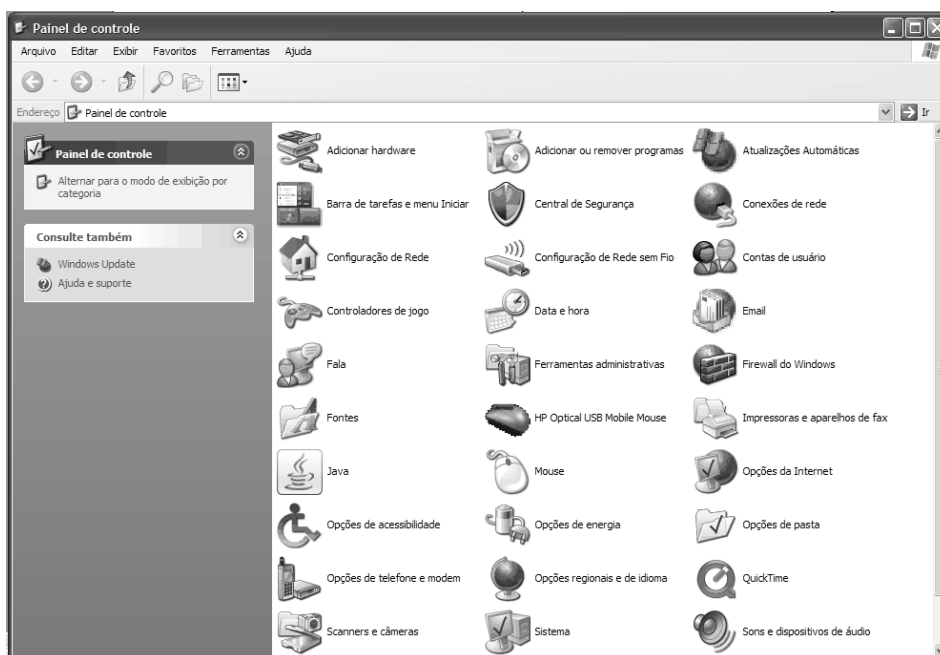 Painel de controle
Arquivo Editar Exibir Favoritos Ferramentas Ajuda
Endereço Painel de controle Ir
Painel de controle
Alternar para o modo de exibição por
categoria
Consulte também
Windows Update
Ajuda e suporte
Adicionar hardware Adicionar ou remover programas Atualizações Automáticas
Barra de tarefas e menu Iniciar Central de Segurança Conexões de rede
Configuração de Rede Configuração de Rede sem Fio Contas de usuário
Controladores de jogo Data e hora Email
Fala Ferramentas administrativas Firewall do Windows
Fontes HP Optical USB Mobile Mouse Impressoras e aparelhos de fax
Java Mouse Opções da Internet
Opções de acessibilidade Opções de energia Opções de pasta
Opções de telefone e modem Opções regionais e de idioma QuickTime
Scanners e câmeras Sistema Sons e dispositivos de áudio